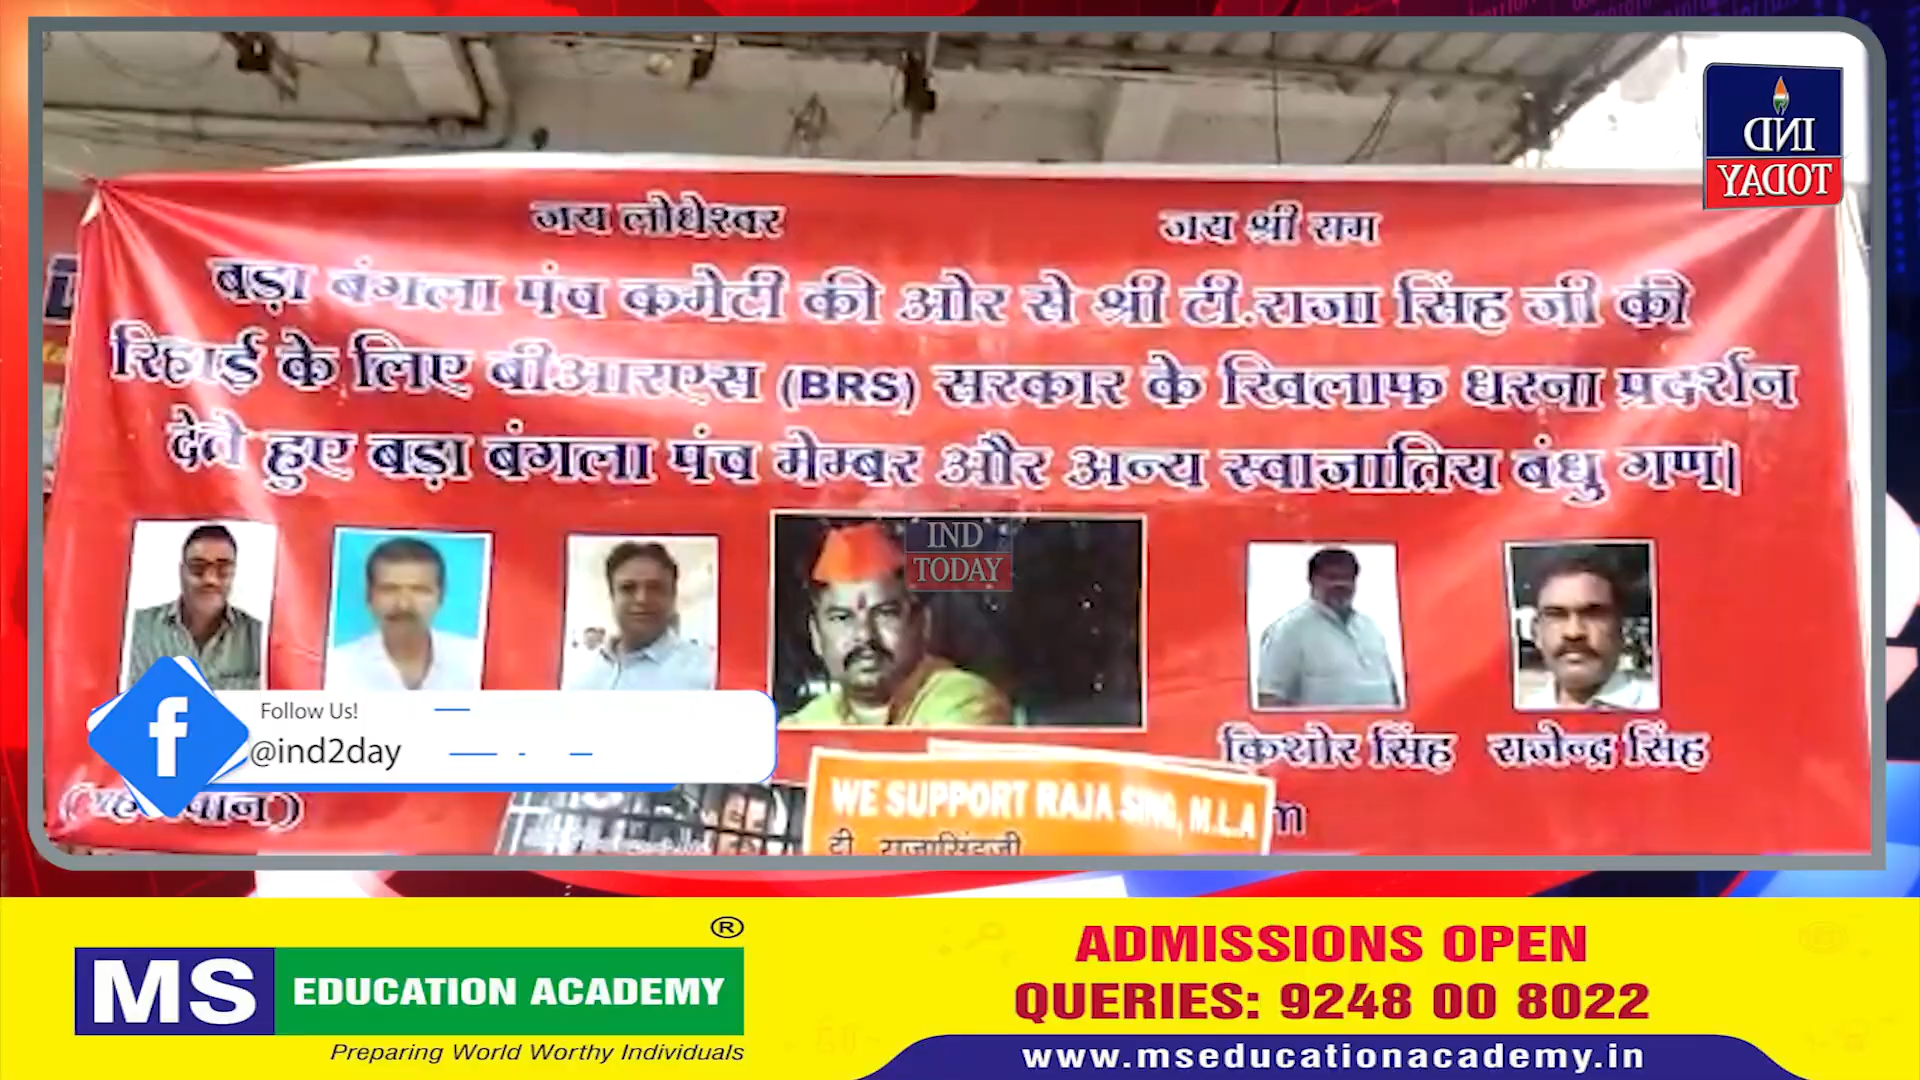 IND
TODAY
जय लोधेश्वर
जय श्री राम
बड़ा बंगला पंच कमेटी की ओर से श्री टी.राजा सिंह जी की
रिहाई के लिए बीआरएस (BRS) सरकार के खिलाफ धरना प्रदर्शन
देते हुए बड़ा बंगला पंच मेम्बर और अन्य स्वाजातिय बंधु गण|
IND
TODAY
Follow Us!
@ind2day
किशोर सिंह
राजेन्द्र सिंह
WE SUPPORT RAJA SING, M.L.A
टी राजासिंहजी
®
MS EDUCATION ACADEMY
Preparing World Worthy Individuals
ADMISSIONS OPEN
QUERIES: 9248 00 8022
www.mseducationacademy.in